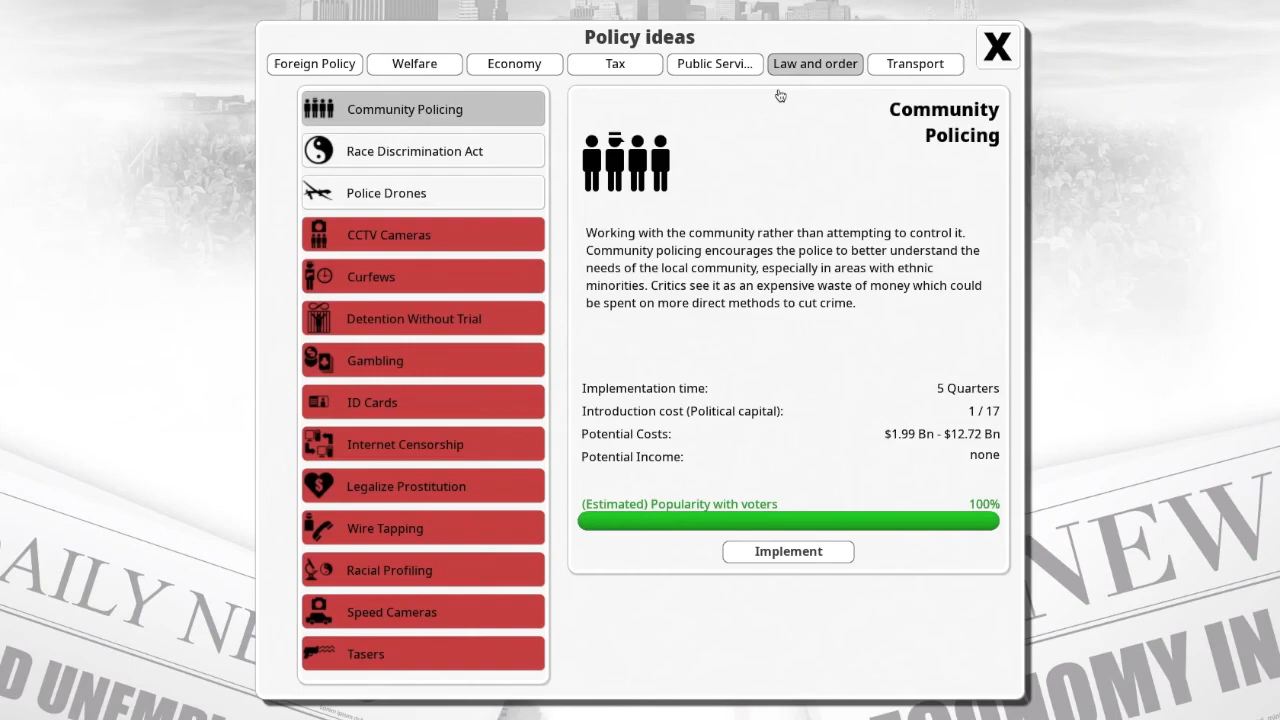 Policy ideas
X
Foreign Policy
Welfare
Economy
Tax
Public Servi...
Law and order
Transport
Community Policing
Race Discrimination Act
Police Drones
CCTV Cameras
Curfews
Detention Without Trial
Gambling
ID Cards
Internet Censorship
Legalize Prostitution
Wire Tapping
Racial Profiling
Speed Cameras
Tasers
Community
Policing
Working with the community rather than attempting to control it.
Community policing encourages the police to better understand the
needs of the local community, especially in areas with ethnic
minorities. Critics see it as an expensive waste of money which could
be spent on more direct methods to cut crime.
Implementation time: 5 Quarters
Introduction cost (Political capital): 1 / 17
Potential Costs: $1.99 Bn - $12.72 Bn
Potential Income: none
(Estimated) Popularity with voters 100%
Implement
AILY NE
D UNEM
NEW
ONOMY IN